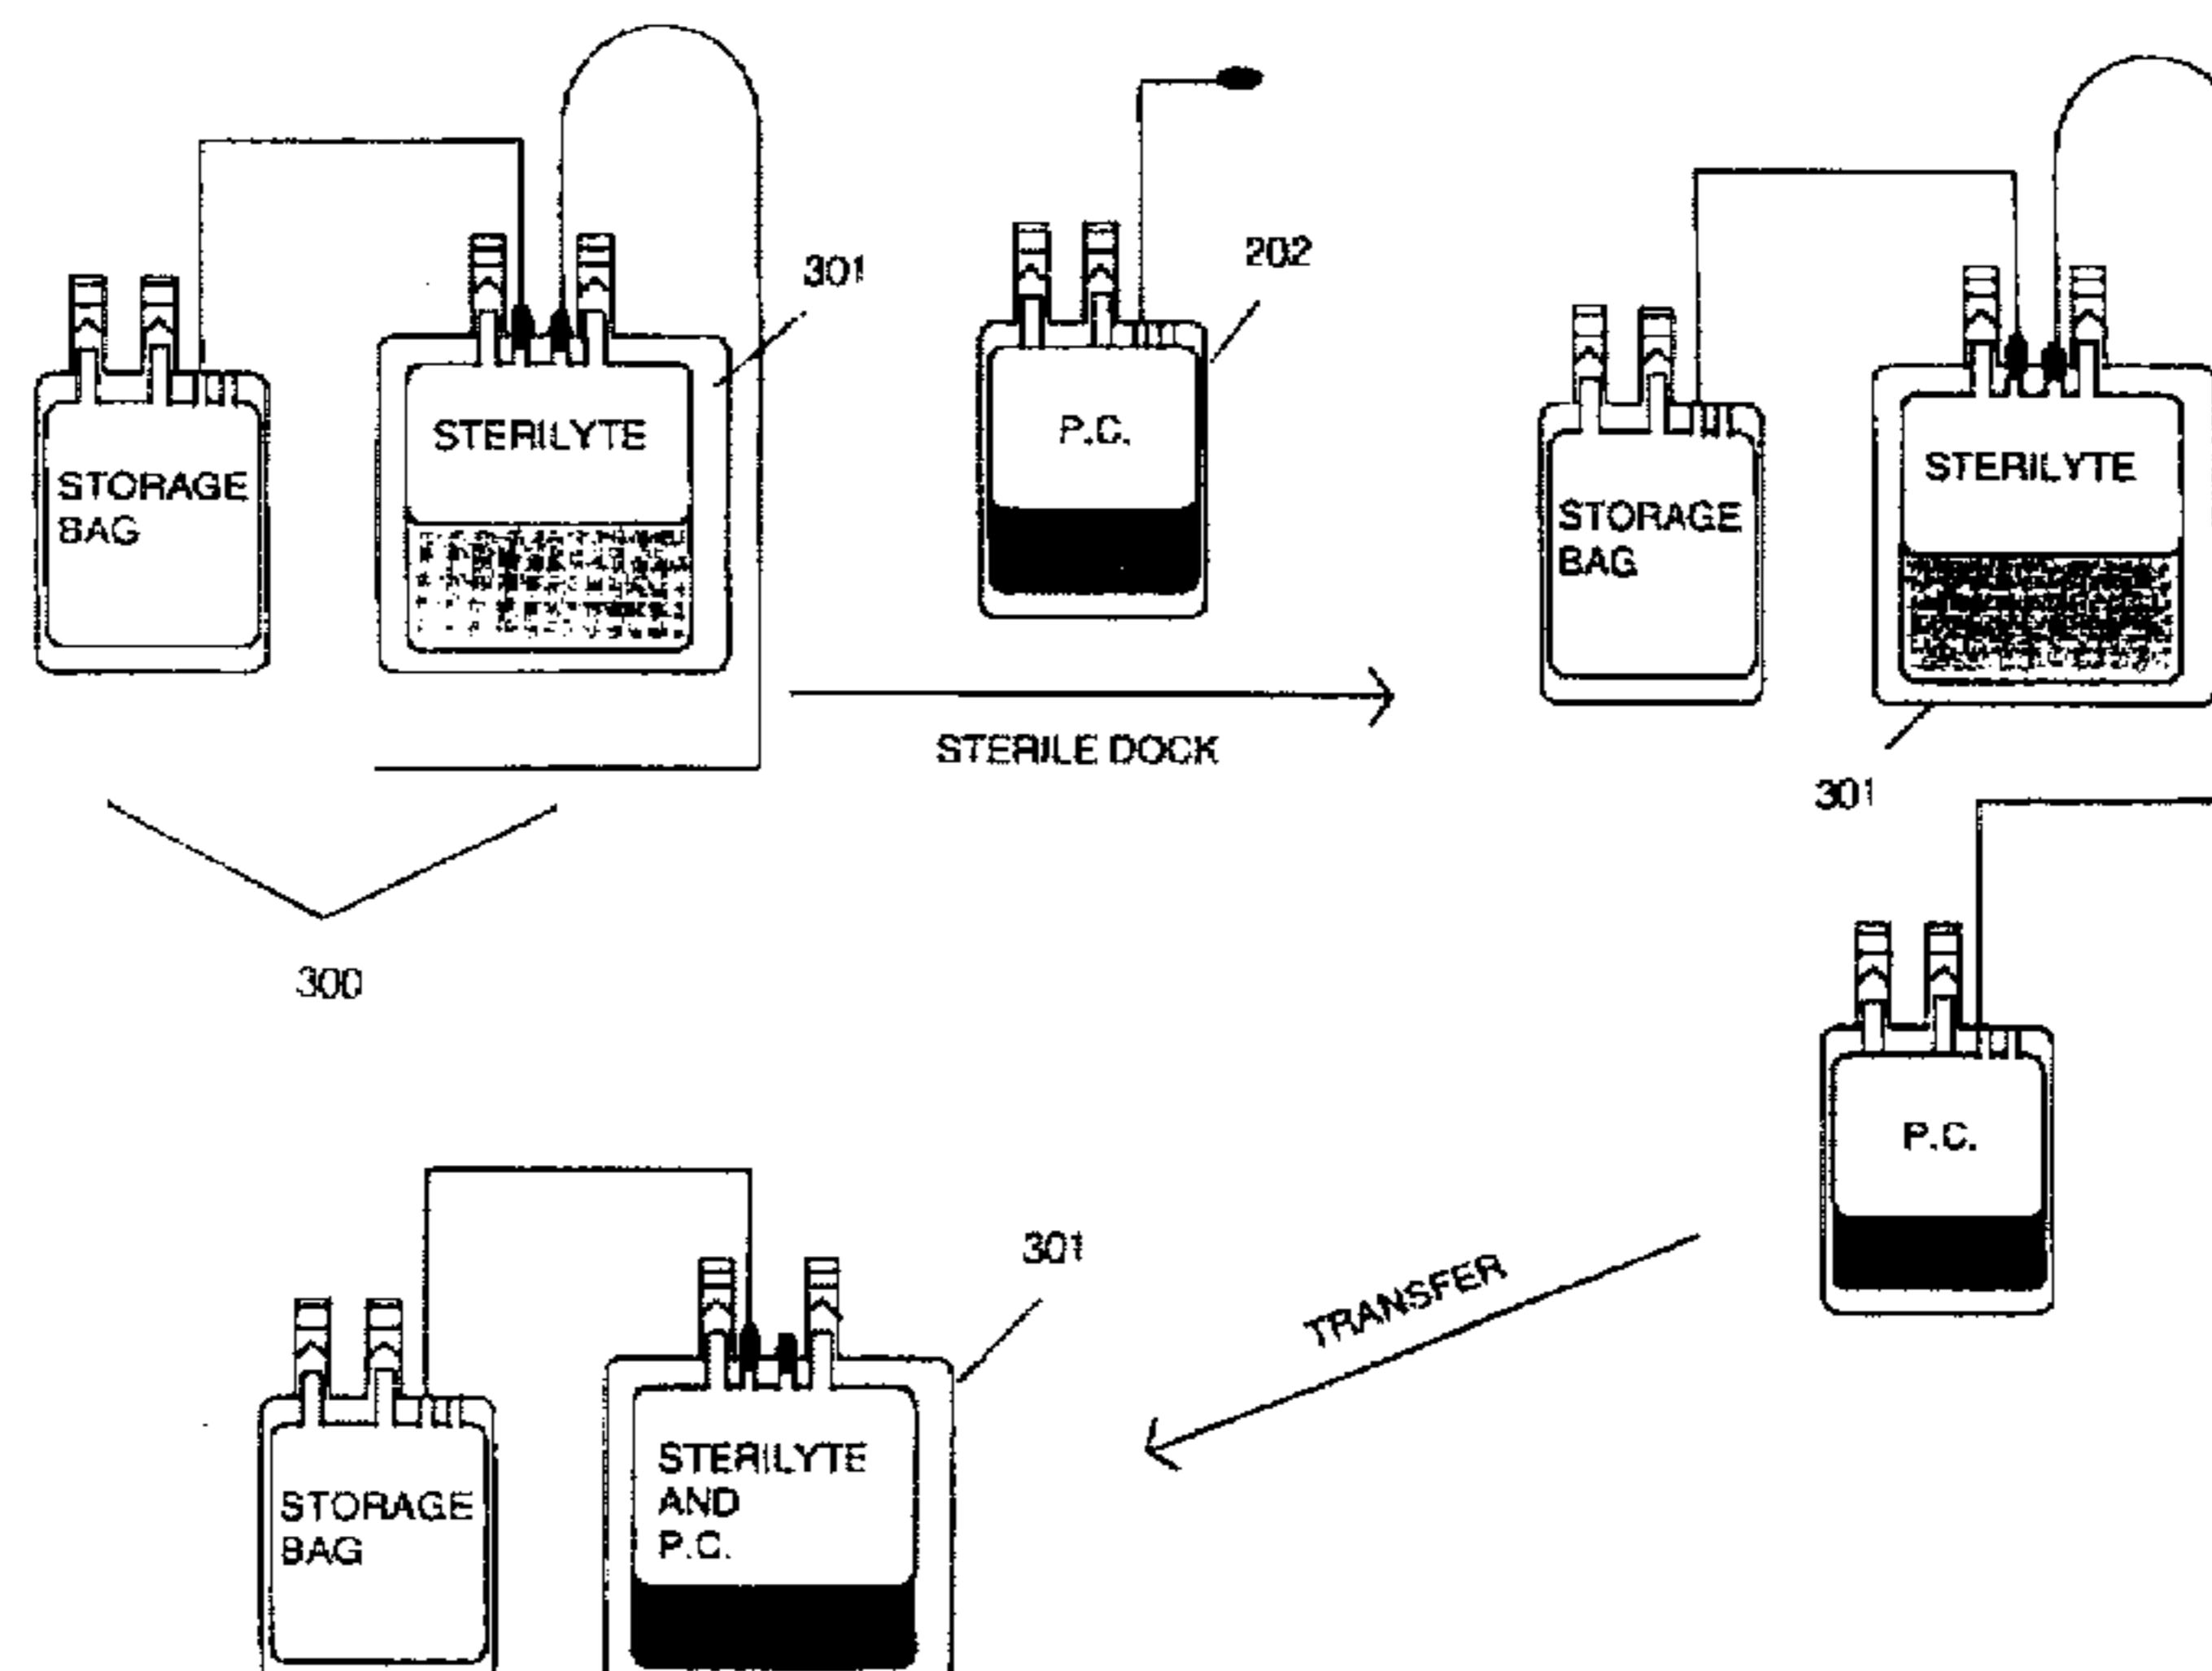 301
202
STERILYTE
P.C.
STORAGE
BAG
STERILYTE
STORAGE
BAG
STERILE DOCK
301
300
P.C.
301
TRANSFER
STERILYTE
AND
P.C.
STORAGE
BAG